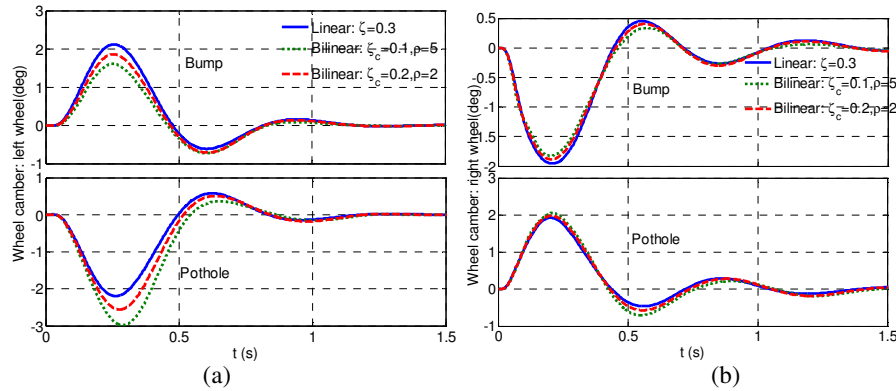 Wheel camber: left wheel(deg)
3
2
1
0
1
Linear: ζ=0.3
Bilinear: ξc=0.1,ρ=5
Bilinear: ζc=0.2,ρ=2
Bump
1
0
-1
-2
-3
Pothole
0 0.5 1 1.5
t (s)
(a)
Wheel camber: right wheel(deg)
0.5
0
-0.5
-1
-1.5
-2
Linear: ζ=0.3
Bilinear: ξc=0.1,ρ=5
Bilinear: ζc=0.2,ρ=2
Bump
3
2
1
0
-1
Pothole
0 0.5 1 1.5
t (s)
(b)